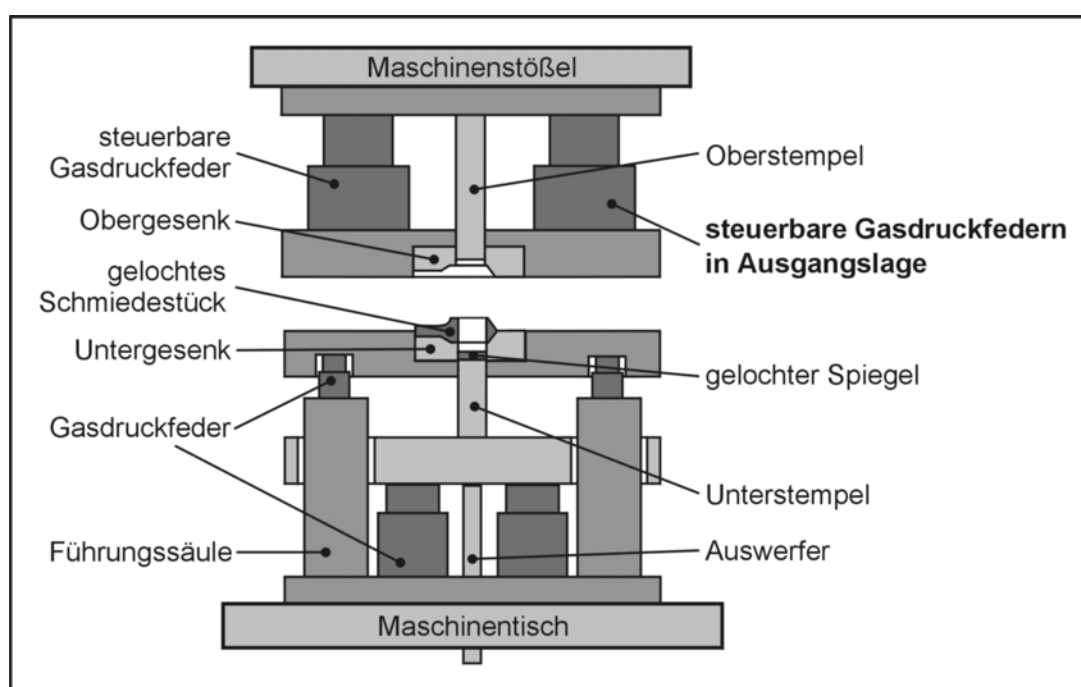 Maschinenstößel
steuerbare
Gasdruckfeder
Oberstempel
Obergesenk
steuerbare Gasdruckfedern
in Ausgangslage
gelochtes
Schmiedestück
Untergesenk
gelochter Spiegel
Gasdruckfeder
Unterstempel
Führungssäule
Auswerfer
Maschinentisch